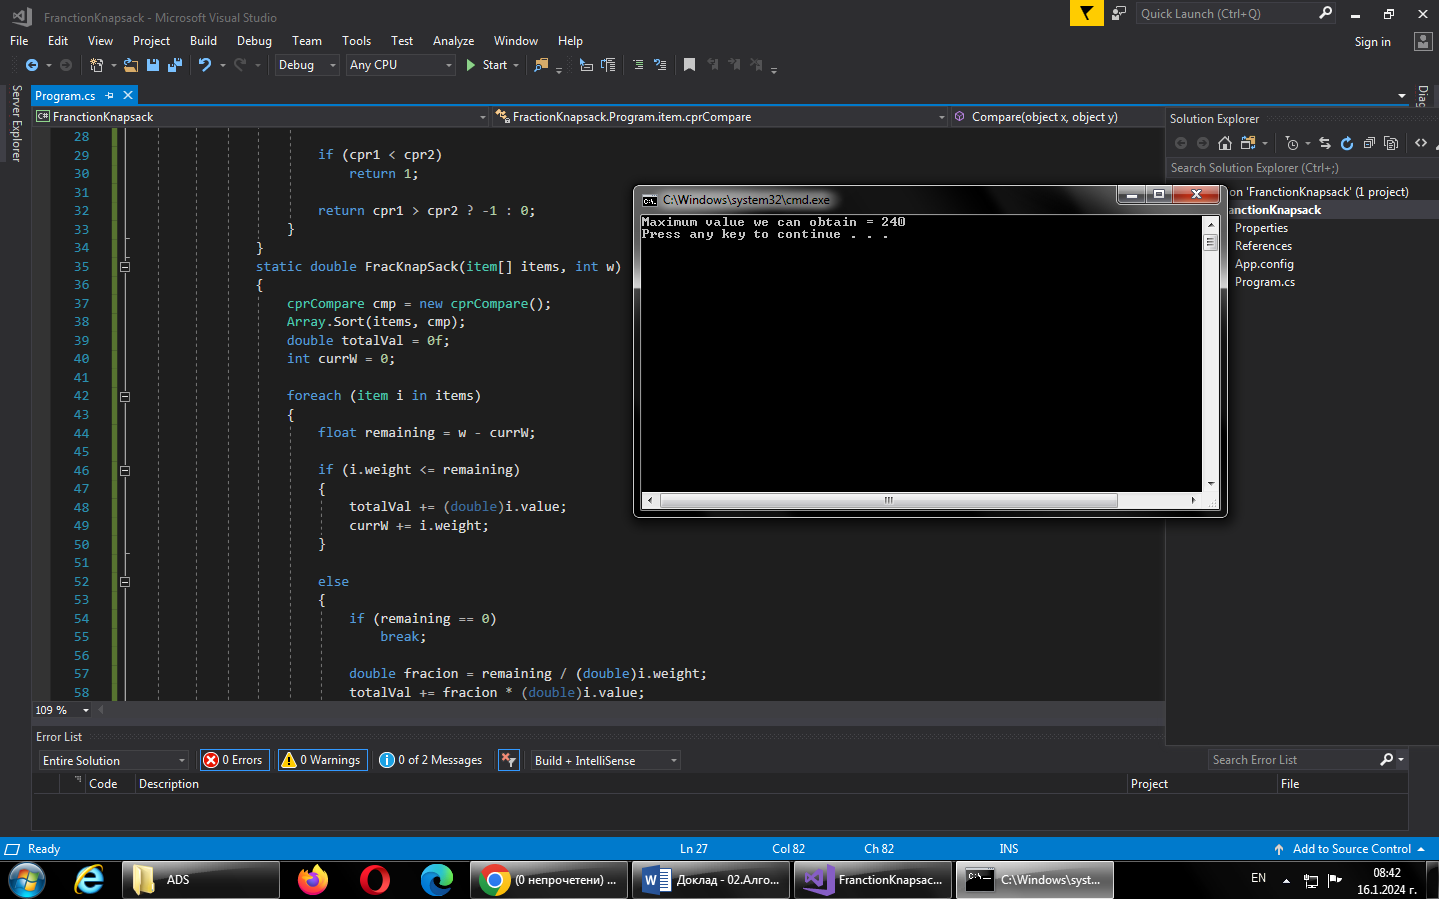 FranctionKnapsack - Microsoft Visual Studio
Quick Launch (Ctrl+Q)
File Edit View Project Build Debug Team Tools Test Analyze Window Help
Sign in
Debug Any CPU Start
Server Explorer
Program.cs
Diag
C# FranctionKnapsack
FractionKnapsack.Program.item.cprCompare
Compare(object x, object y)
28
29 if (cpr1 < cpr2)
30 return 1;
31
32 return cpr1 > cpr2 ? -1 : 0;
33 }
34 }
35 static double FracKnapSack(item[] items, int w)
36 {
37 cprCompare cmp = new cprCompare();
38 Array.Sort(items, cmp);
39 double totalVal = 0f;
40 int currW = 0;
41
42 foreach (item i in items)
43 {
44 float remaining = w - currW;
45
46 if (i.weight <= remaining)
47 {
48 totalVal += (double)i.value;
49 currW += i.weight;
50 }
51
52 else
53 {
54 if (remaining == 0)
55 break;
56
57 double fracion = remaining / (double)i.weight;
58 totalVal += fracion * (double)i.value;
109 %
C:\Windows\system32\cmd.exe
Maximum value we can obtain = 240
Press any key to continue . . .
Solution Explorer
Search Solution Explorer (Ctrl+;)
on 'FranctionKnapsack' (1 project)
anctionKnapsack
Properties
References
App.config
Program.cs
Error List
Entire Solution 0 Errors 0 Warnings 0 of 2 Messages Build + IntelliSense
Search Error List
Code Description Project File
Ready Ln 27 Col 82 Ch 82 INS Add to Source Control
ADS
(0 непрочетени) ...
Доклад - 02.Алго...
FranctionKnapsac...
C:\Windows\syst...
EN
08:42
16.1.2024 г.